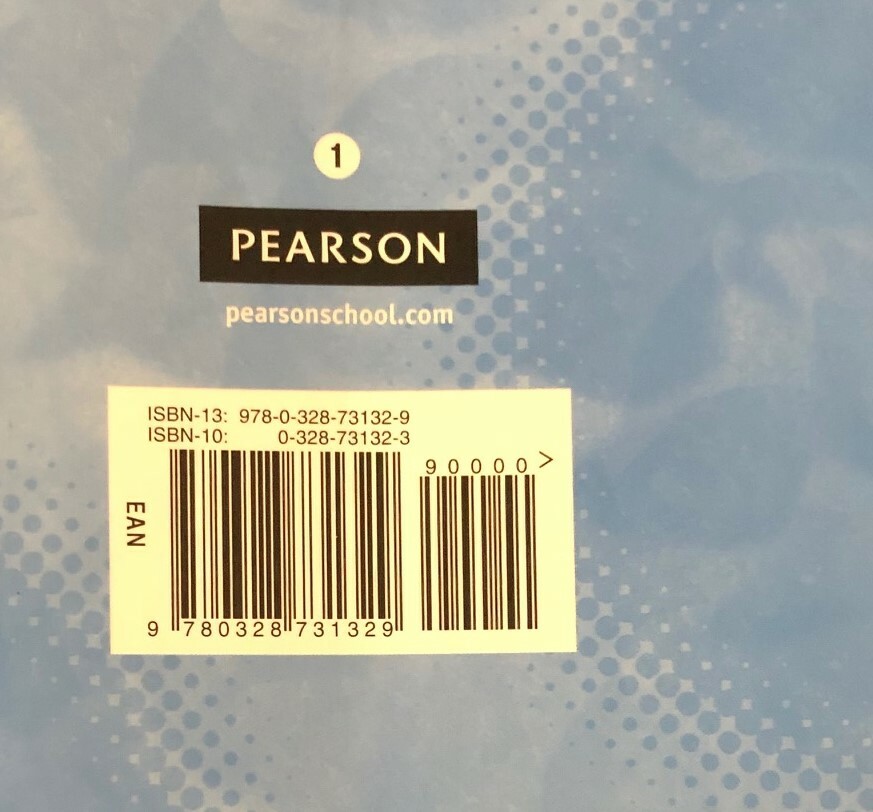 1
PEARSON
pearsonschool.com
ISBN-13: 978-0-328-73132-9
ISBN-10: 0-328-73132-3
90000>
EAN
9 780328 731329